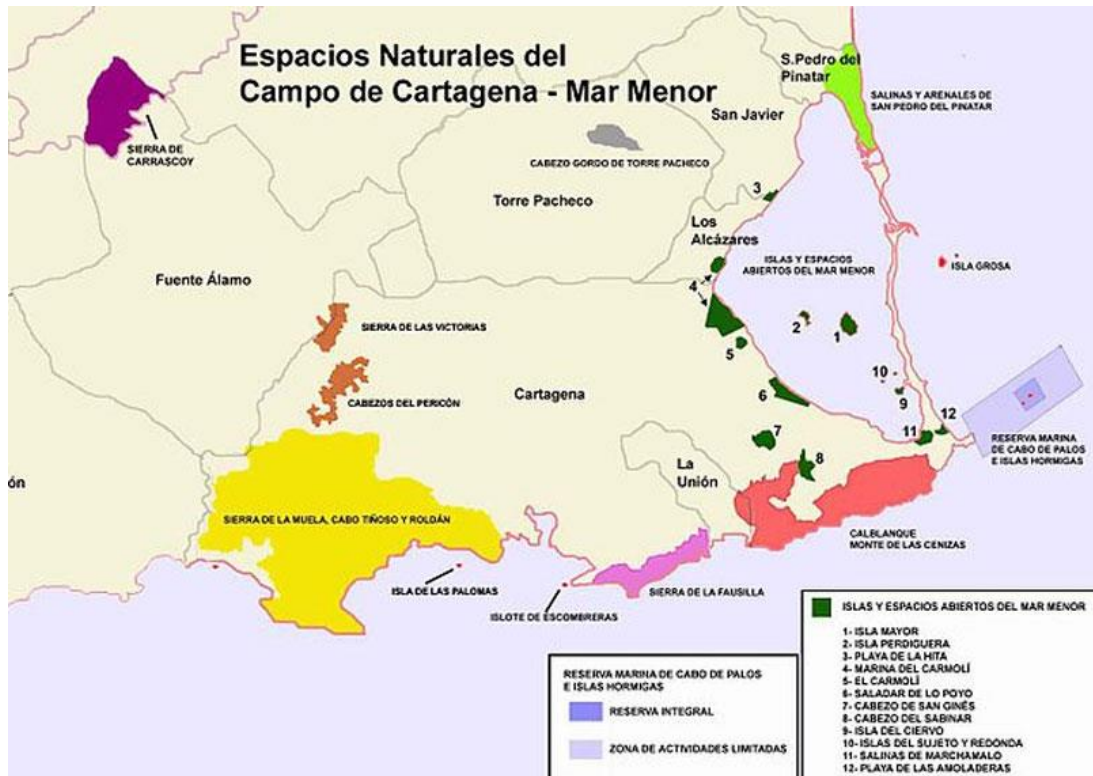 Espacios Naturales del
Campo de Cartagena - Mar Menor
S.Pedro del
Pinatar
SALINAS Y ARENALES DE
SAN PEDRO DEL PINATAR
San Javier
SIERRA DE
CARRASCOY
CABEZO GORDO DE TORRE PACHECO
Torre Pacheco
3
Los
Alcázares
ISLAS Y ESPACIOS
ABIERTOS DEL MAR MENOR
ISLA GROSA
Fuente Álamo
4
2
1
SIERRA DE LAS VICTORIAS
5
10
9
CABEZOS DEL PERICÓN
Cartagena
6
12
11
RESERVA MARINA
DE CABO DE PALOS
E ISLAS HORMIGAS
7
8
La
Unión
ón
SIERRA DE LA MUELA, CABO TIÑOSO Y ROLDÁN
CALBLANQUE
MONTE DE LAS CENIZAS
ISLA DE LAS PALOMAS
SIERRA DE LA FAUSILLA
ISLOTE DE ESCOMBRERAS
RESERVA MARINA DE CABO DE PALOS
E ISLAS HORMIGAS
RESERVA INTEGRAL
ZONA DE ACTIVIDADES LIMITADAS
ISLAS Y ESPACIOS ABIERTOS DEL MAR MENOR
1- ISLA MAYOR
2- ISLA PERDIGUERA
3- PLAYA DE LA HITA
4- MARINA DEL CARMOLÍ
5- EL CARMOLÍ
6- SALADAR DE LO POYO
7- CABEZO DE SAN GINÉS
8- CABEZO DEL SABINAR
9- ISLA DEL CIERVO
10- ISLAS DEL SUJETO Y REDONDA
11- SALINAS DE MARCHAMALO
12- PLAYA DE LAS AMOLADERAS